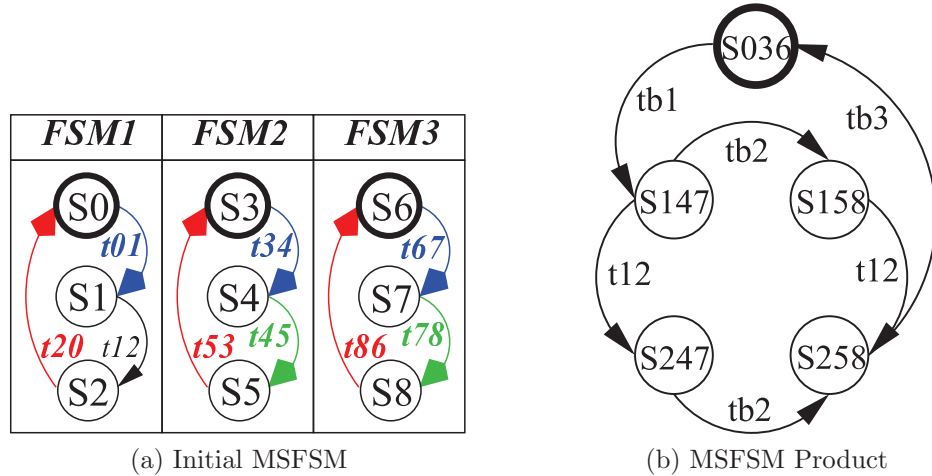 FSM1 FSM2 FSM3
S0 S3 S6
t01 t34 t67
S1 S4 S7
t20 t12 t53 t45 t86 t78
S2 S5 S8
(a) Initial MSFSM
S036
tb1 tb3
tb2
S147 S158
t12 t12
S247 S258
tb2
(b) MSFSM Product